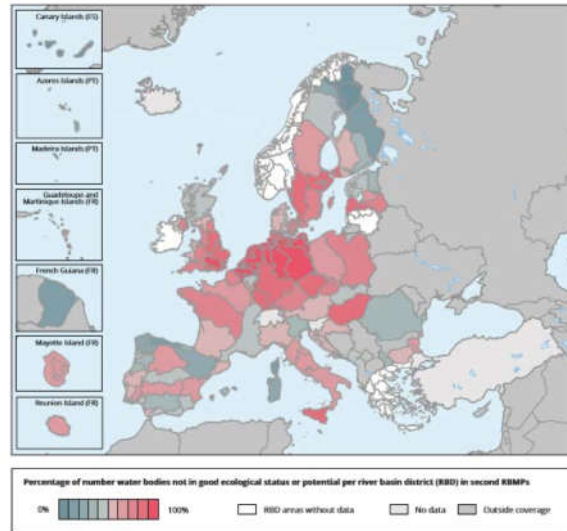 Canary Islands (ES)
Azores Islands (PT)
Madeira Islands (PT)
Guadeloupe and
Martinique Islands (FR)
French Guiana (FR)
Mayotte Island (FR)
Reunion Island (FR)
Percentage of number water bodies not in good ecological status or potential per river basin district (RBD) in second RBMPs
0% 100% RBD areas without data No data Outside coverage